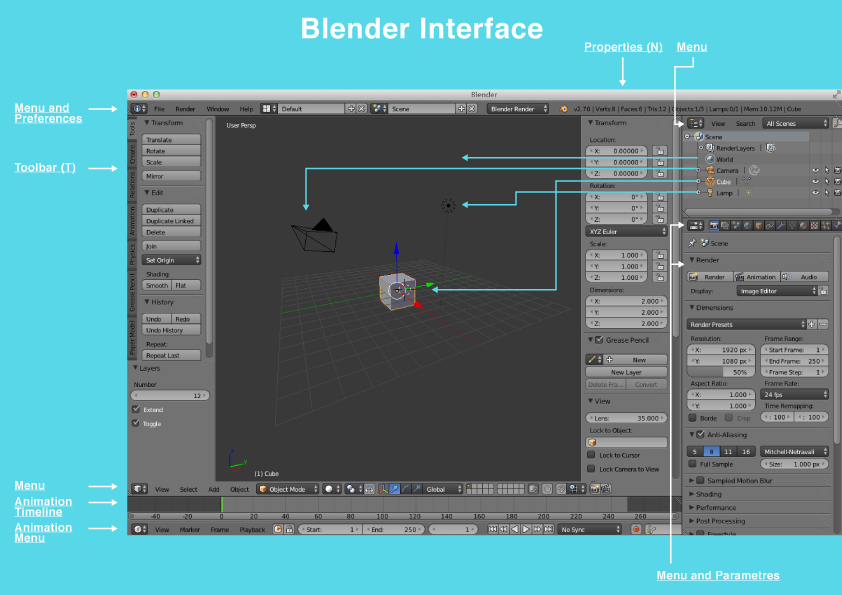 Blender Interface
Properties (N)
Menu
Menu and
Preferences
Toolbar (T)
Menu
Animation
Timeline
Animation
Menu
Menu and Parametres
Blender
File Render Window Help Default Scene Blender Render v2.70 | Verts:8 | Faces:6 | Tris:12 | Objects:1/3 | Lamps:0/1 | Mem:10.12M | Cube
Tools
Create
Relations
Animation
Physics
Grease Pencil
Paper Model
Transform
Translate
Rotate
Scale
Mirror
Edit
Duplicate
Duplicate Linked
Delete
Join
Set Origin
Shading:
Smooth Flat
History
Undo Redo
Undo History
Repeat:
Repeat Last
Layers
Number
12
Extend
Toggle
User Persp
(1) Cube
Transform
Location:
X: 0.00000
Y: 0.00000
Z: 0.00000
Rotation:
X: 0°
Y: 0°
Z: 0°
XYZ Euler
Scale:
X: 1.000
Y: 1.000
Z: 1.000
Dimensions:
X: 2.000
Y: 2.000
Z: 2.000
Grease Pencil
New
New Layer
Delete Fra... Convert
View
Lens: 35.000
Lock to Object:
Lock to Cursor
Lock Camera to View
View Search All Scenes
Scene
RenderLayers
World
Camera
Cube
Lamp
Scene
Render
Render Animation Audio
Display: Image Editor
Dimensions
Render Presets
Resolution: Frame Range:
X: 1920 px Start Frame: 1
Y: 1080 px End Frame: 250
50% Frame Step: 1
Aspect Ratio: Frame Rate:
X: 1.000 24 fps
Y: 1.000 Time Remapping:
Borde Crop : 100 : 100
Anti-Aliasing
5 8 11 16 Mitchell-Netravali
Full Sample Size: 1.000 px
Sampled Motion Blur
Shading
Performance
Post Processing
Freestyle
View Select Add Object Object Mode Global
-40 -20 0 20 40 60 80 100 120 140 160 180 200 220 240 260
View Marker Frame Playback Start: 1 End: 250 1 No Sync